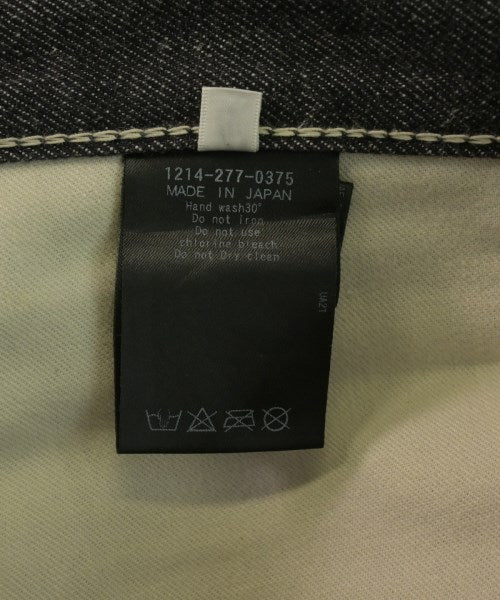 1214-277-0375
MADE IN JAPAN
Hand wash30°
Do not iron
Do not use
chlorine bleach
Do not Dry clean
UA21